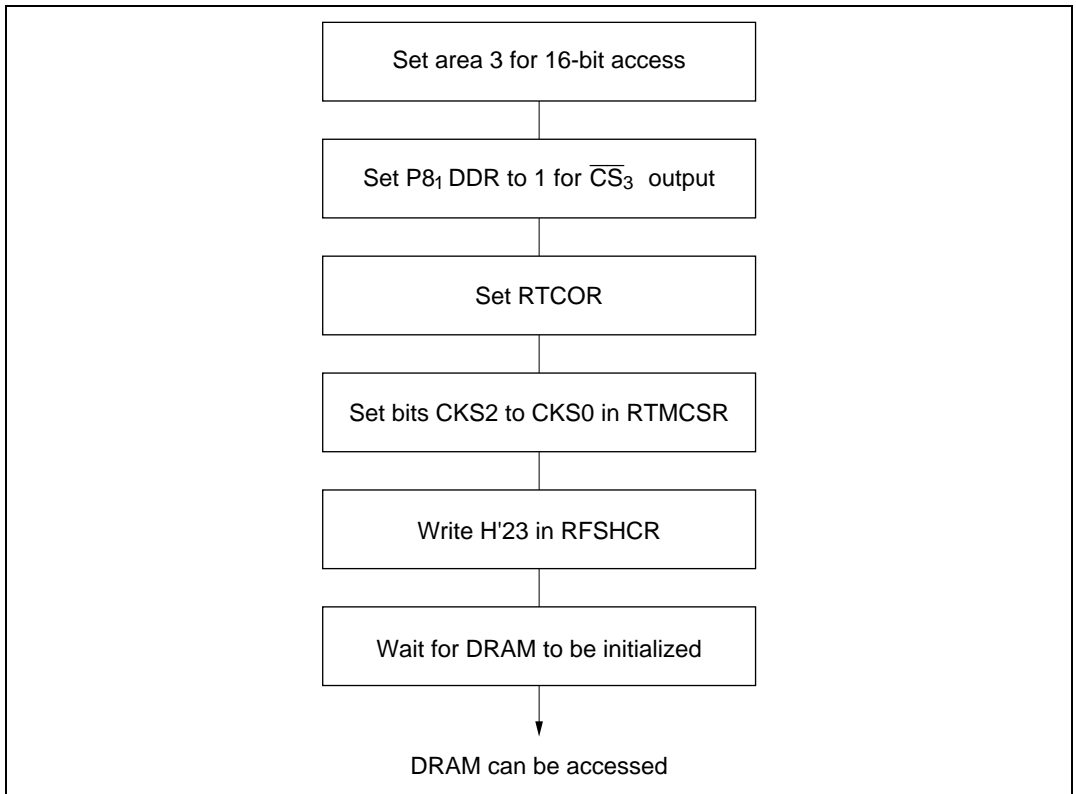 Set area 3 for 16-bit access
Set P8₁ DDR to 1 for C̅S̅₃ output
Set RTCOR
Set bits CKS2 to CKS0 in RTMCSR
Write H'23 in RFSHCR
Wait for DRAM to be initialized
DRAM can be accessed